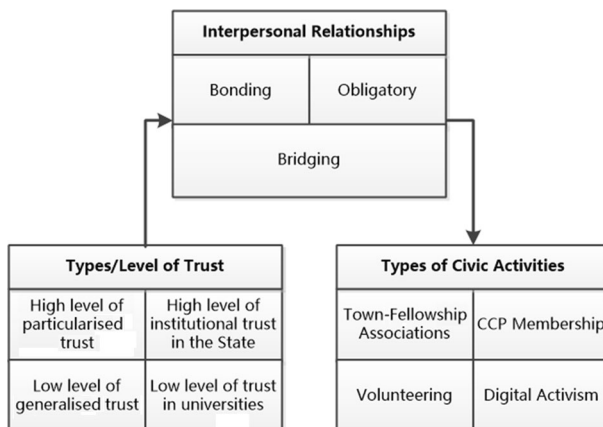 Interpersonal Relationships
Bonding
Obligatory
Bridging
Types/Level of Trust
High level of
particularised
trust
High level of
institutional trust
in the State
Low level of
generalised trust
Low level of trust
in universities
Types of Civic Activities
Town-Fellowship
Associations
CCP Membership
Volunteering
Digital Activism